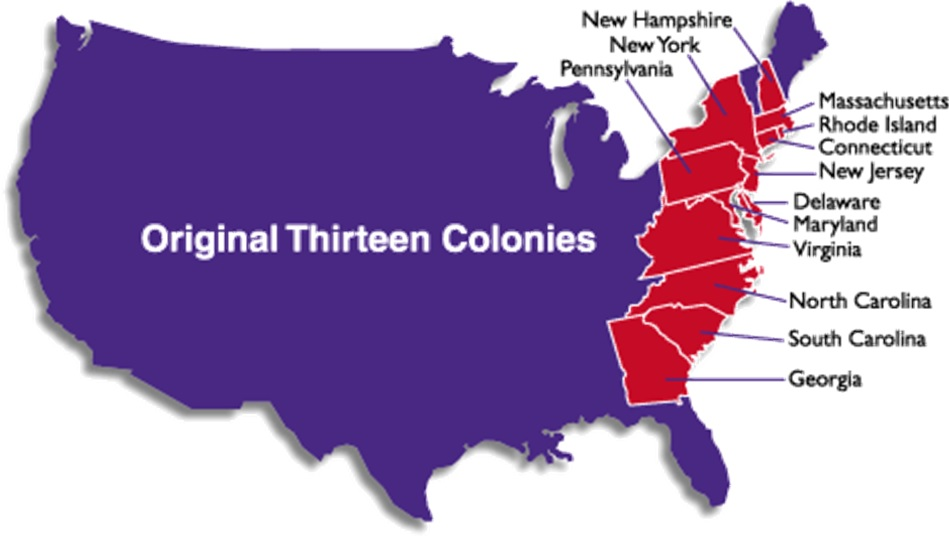 New Hampshire
New York
Pennsylvania
Massachusetts
Rhode Island
Connecticut
New Jersey
Delaware
Maryland
Original Thirteen Colonies
Virginia
North Carolina
South Carolina
Georgia